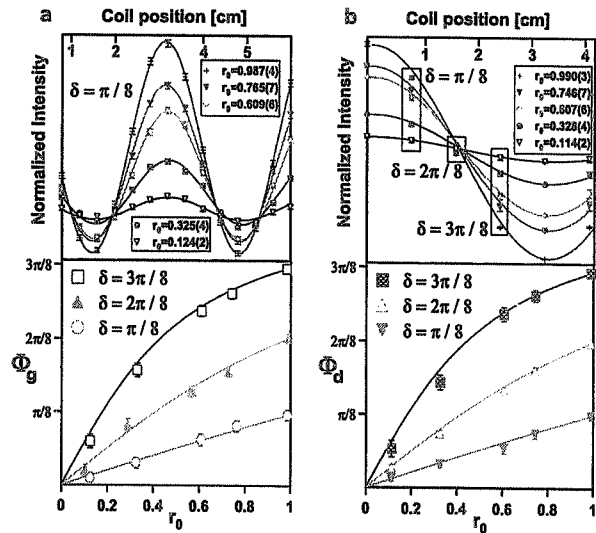 a
Coil position [cm]
1 2 4 5
Normalized Intensity
δ = π / 8
r₀=0.987(4)
r₀=0.765(7)
r₀=0.609(6)
r₀=0.325(4)
r₀=0.124(2)
3π/8
2π/8
π/8
Φg
δ = 3π / 8
δ = 2π / 8
δ = π / 8
0 0.2 0.4 0.6 0.8 1
r₀
b
Coil position [cm]
0 1 2 3 4
Normalized Intensity
δ = π / 8
r₀=0.990(3)
r₀=0.746(7)
r₀=0.607(6)
r₀=0.328(4)
r₀=0.114(2)
δ = 2π / 8
δ = 3π / 8
3π/8
2π/8
π/8
Φd
δ = 3π / 8
δ = 2π / 8
δ = π / 8
0 0.2 0.4 0.6 0.8 1
r₀